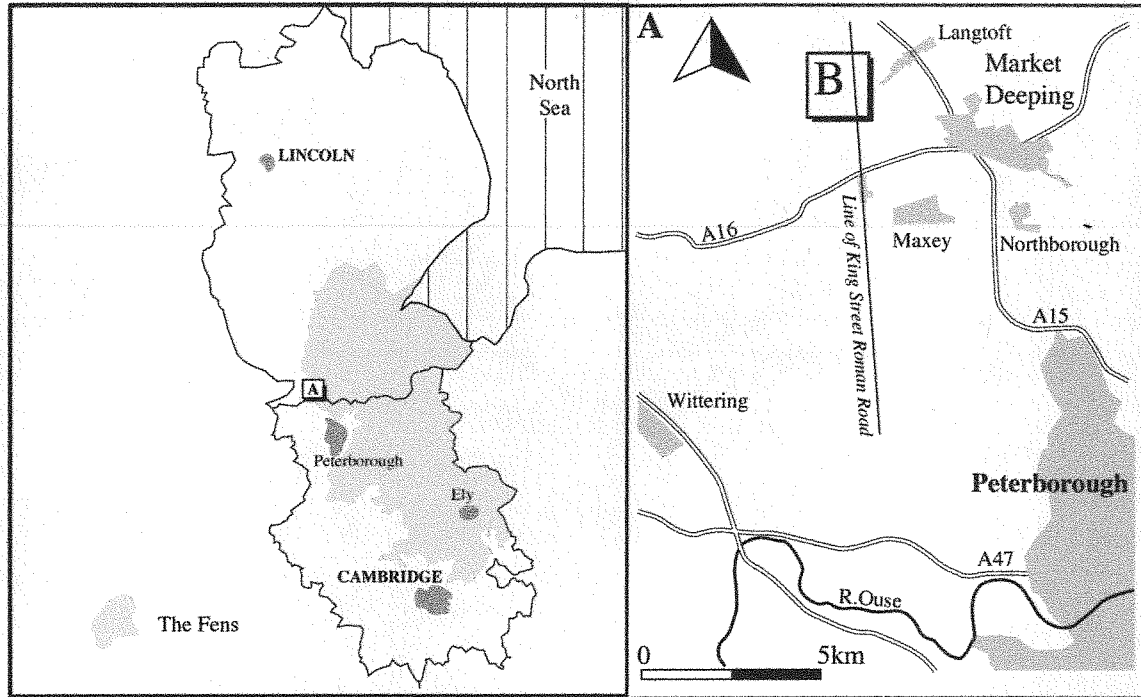 North
Sea
LINCOLN
A
Peterborough
Ely
CAMBRIDGE
The Fens
A
B
Langtoft
Market
Deeping
A16
Line of King Street Roman Road
Maxey
Northborough
A15
Wittering
Peterborough
A47
R.Ouse
0 5km